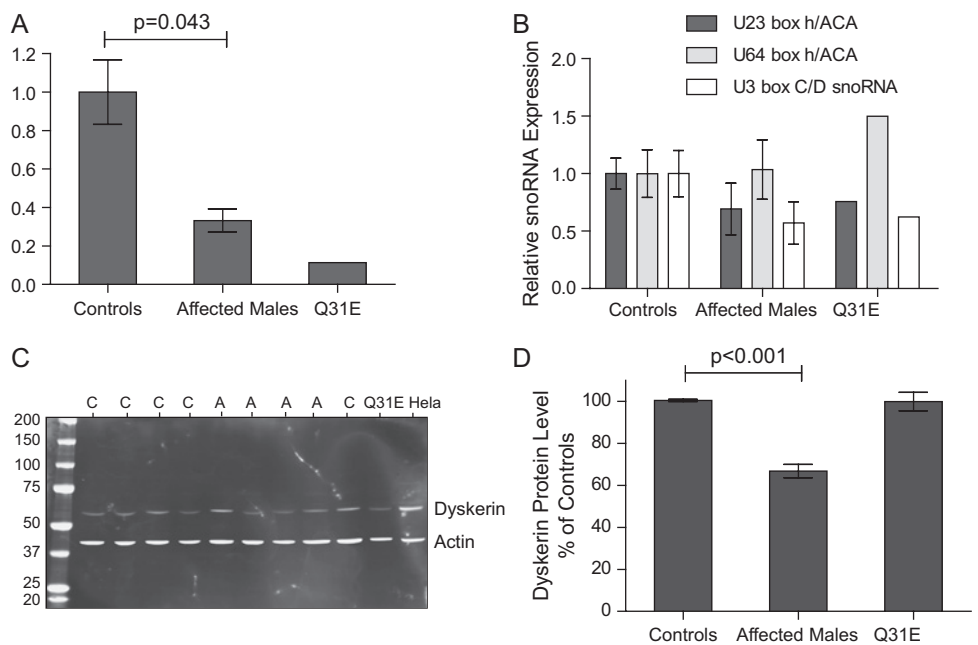 A
p=0.043
1.2
1.0
0.8
0.6
0.4
0.2
0.0
Controls Affected Males Q31E
B
U23 box h/ACA
U64 box h/ACA
U3 box C/D snoRNA
Relative snoRNA Expression
2.0
1.5
1.0
0.5
0.0
Controls Affected Males Q31E
C
C C C C A A A A C Q31E Hela
200
150
100
75
50
37
25
20
Dyskerin
Actin
D
p<0.001
Dyskerin Protein Level
% of Controls
100
80
60
40
20
0
Controls Affected Males Q31E